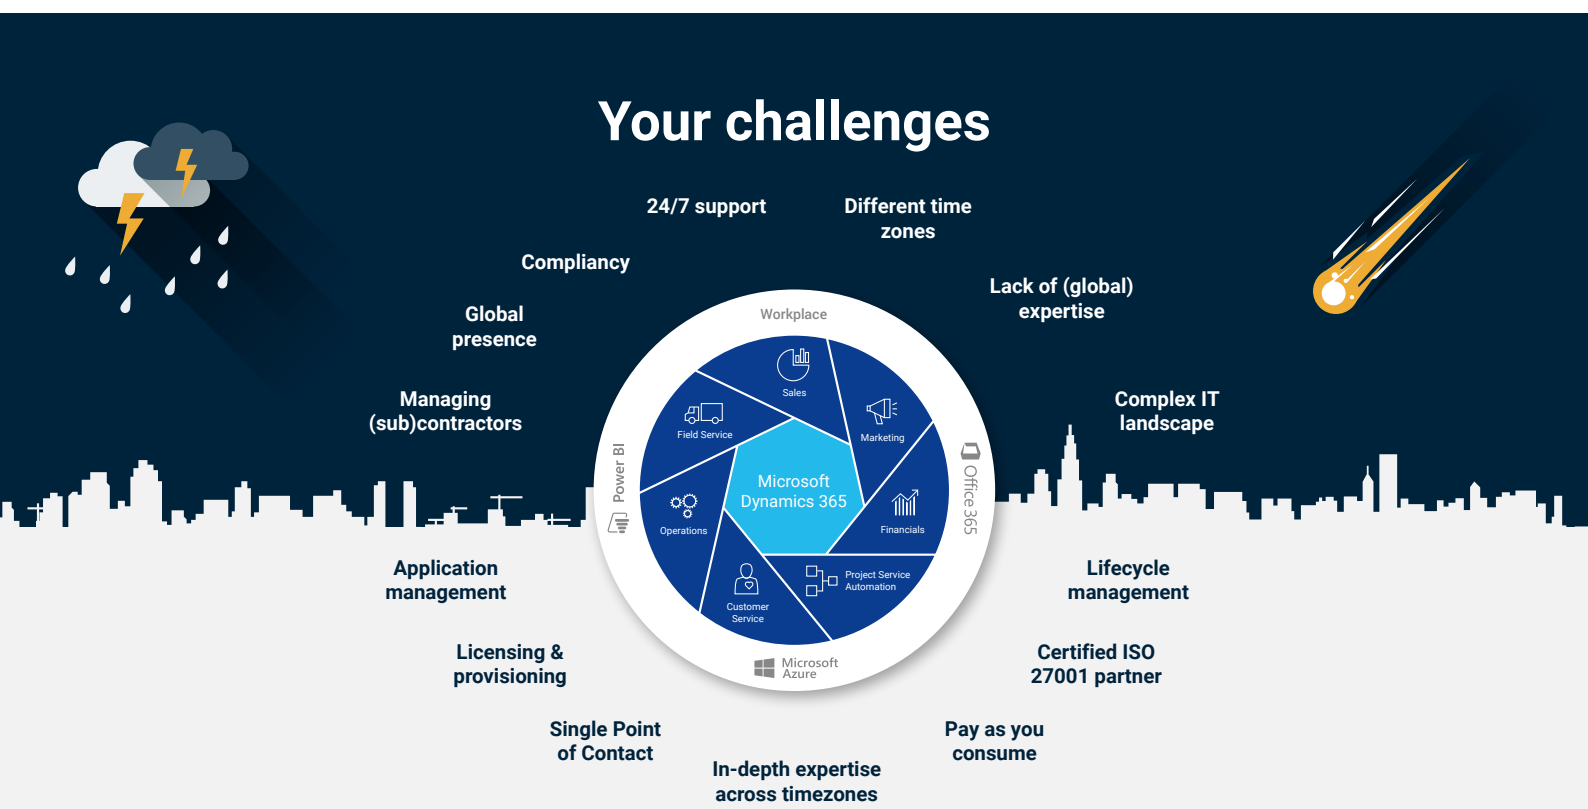 Your challenges
24/7 support
Different time
zones
Compliancy
Lack of (global)
expertise
Global
presence
Managing
(sub)contractors
Complex IT
landscape
Workplace
Sales
Field Service
Marketing
Power BI
Microsoft
Dynamics 365
Office 365
Operations
Financials
Customer
Service
Project Service
Automation
Microsoft
Azure
Application
management
Lifecycle
management
Licensing &
provisioning
Certified ISO
27001 partner
Single Point
of Contact
Pay as you
consume
In-depth expertise
across timezones